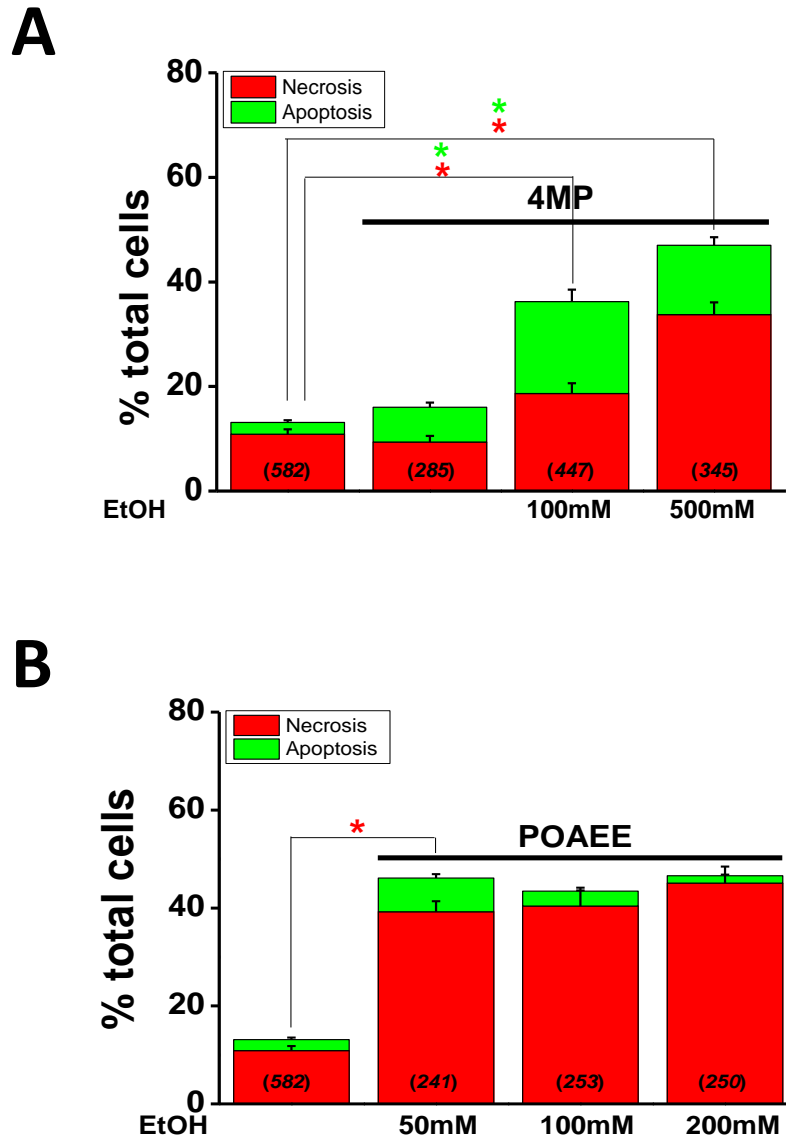 A
80
Necrosis
Apoptosis
*
*
*
*
60
4MP
% total cells
40
20
(582) (285) (447) (345)
0
EtOH 100mM 500mM
B
80
Necrosis
Apoptosis
60
*
POAEE
% total cells
40
20
(582) (241) (253) (250)
0
EtOH 50mM 100mM 200mM